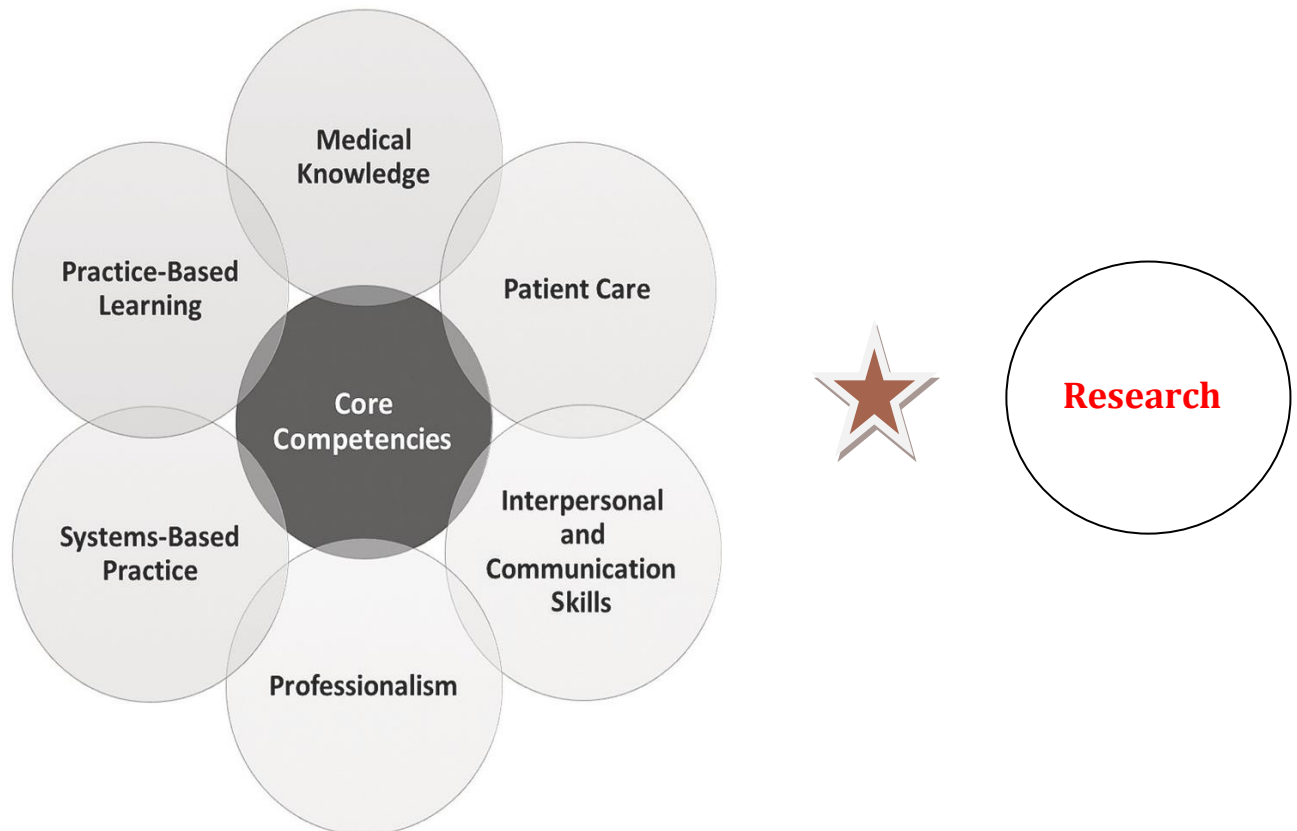 Medical
Knowledge
Practice-Based
Learning
Patient Care
Core
Competencies
Research
Systems-Based
Practice
Interpersonal
and
Communication
Skills
Professionalism